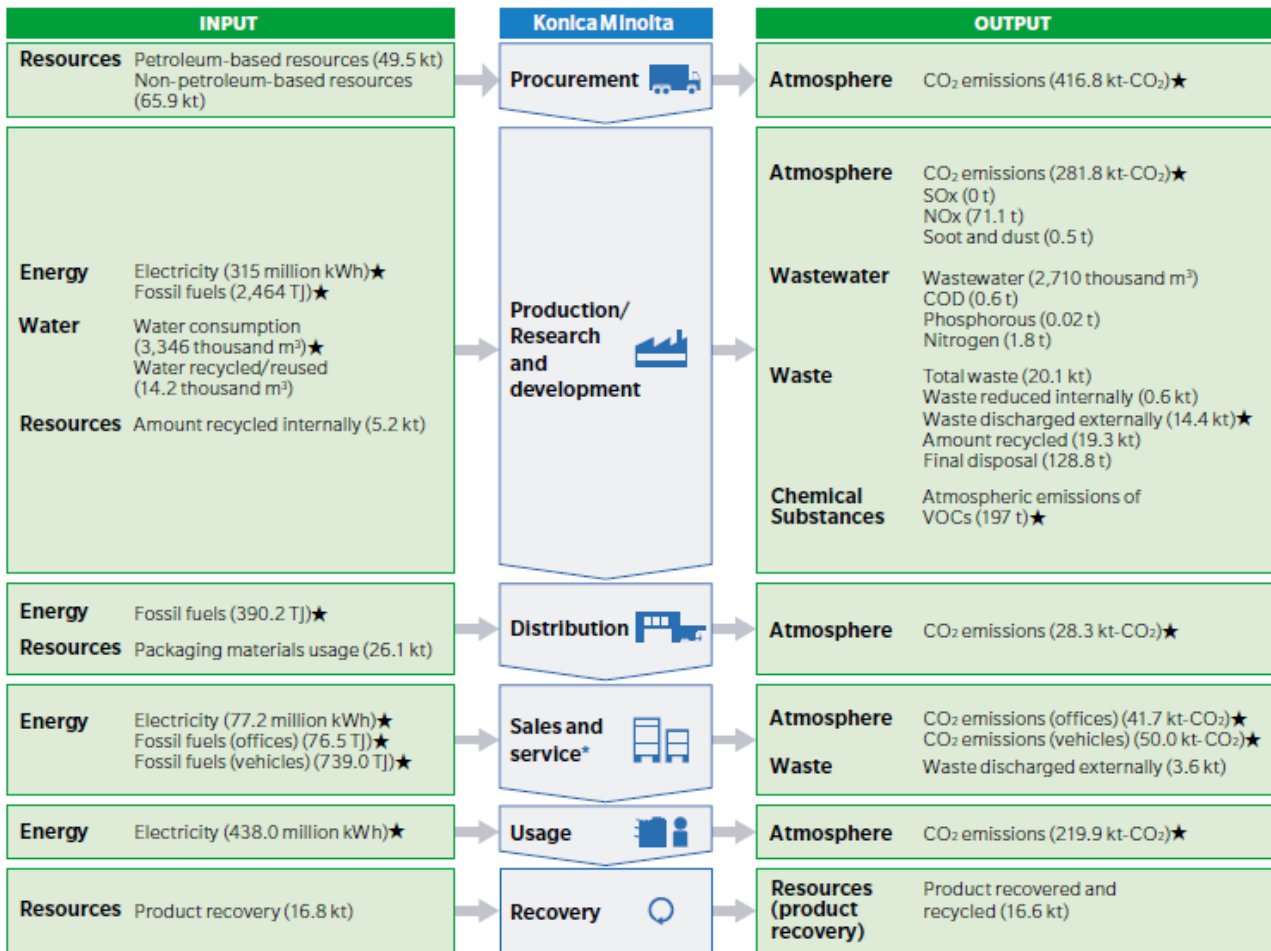 INPUT
Konica Minolta
OUTPUT
Resources Petroleum-based resources (49.5 kt)
Non-petroleum-based resources
(65.9 kt)
Procurement
Atmosphere CO₂ emissions (416.8 kt-CO₂)★
Energy Electricity (315 million kWh)★
Fossil fuels (2,464 TJ)★
Water Water consumption
(3,346 thousand m³)★
Water recycled/reused
(14.2 thousand m³)
Resources Amount recycled internally (5.2 kt)
Production/
Research
and
development
Atmosphere CO₂ emissions (281.8 kt-CO₂)★
SOx (0 t)
NOx (71.1 t)
Soot and dust (0.5 t)
Wastewater Wastewater (2,710 thousand m³)
COD (0.6 t)
Phosphorous (0.02 t)
Nitrogen (1.8 t)
Waste Total waste (20.1 kt)
Waste reduced internally (0.6 kt)
Waste discharged externally (14.4 kt)★
Amount recycled (19.3 kt)
Final disposal (128.8 t)
Chemical Atmospheric emissions of
Substances VOCs (197 t)★
Energy Fossil fuels (390.2 TJ)★
Resources Packaging materials usage (26.1 kt)
Distribution
Atmosphere CO₂ emissions (28.3 kt-CO₂)★
Energy Electricity (77.2 million kWh)★
Fossil fuels (offices) (76.5 TJ)★
Fossil fuels (vehicles) (739.0 TJ)★
Sales and
service*
Atmosphere CO₂ emissions (offices) (41.7 kt-CO₂)★
CO₂ emissions (vehicles) (50.0 kt-CO₂)★
Waste Waste discharged externally (3.6 kt)
Energy Electricity (438.0 million kWh)★
Usage
Atmosphere CO₂ emissions (219.9 kt-CO₂)★
Resources Product recovery (16.8 kt)
Recovery
Resources Product recovered and
(product recycled (16.6 kt)
recovery)